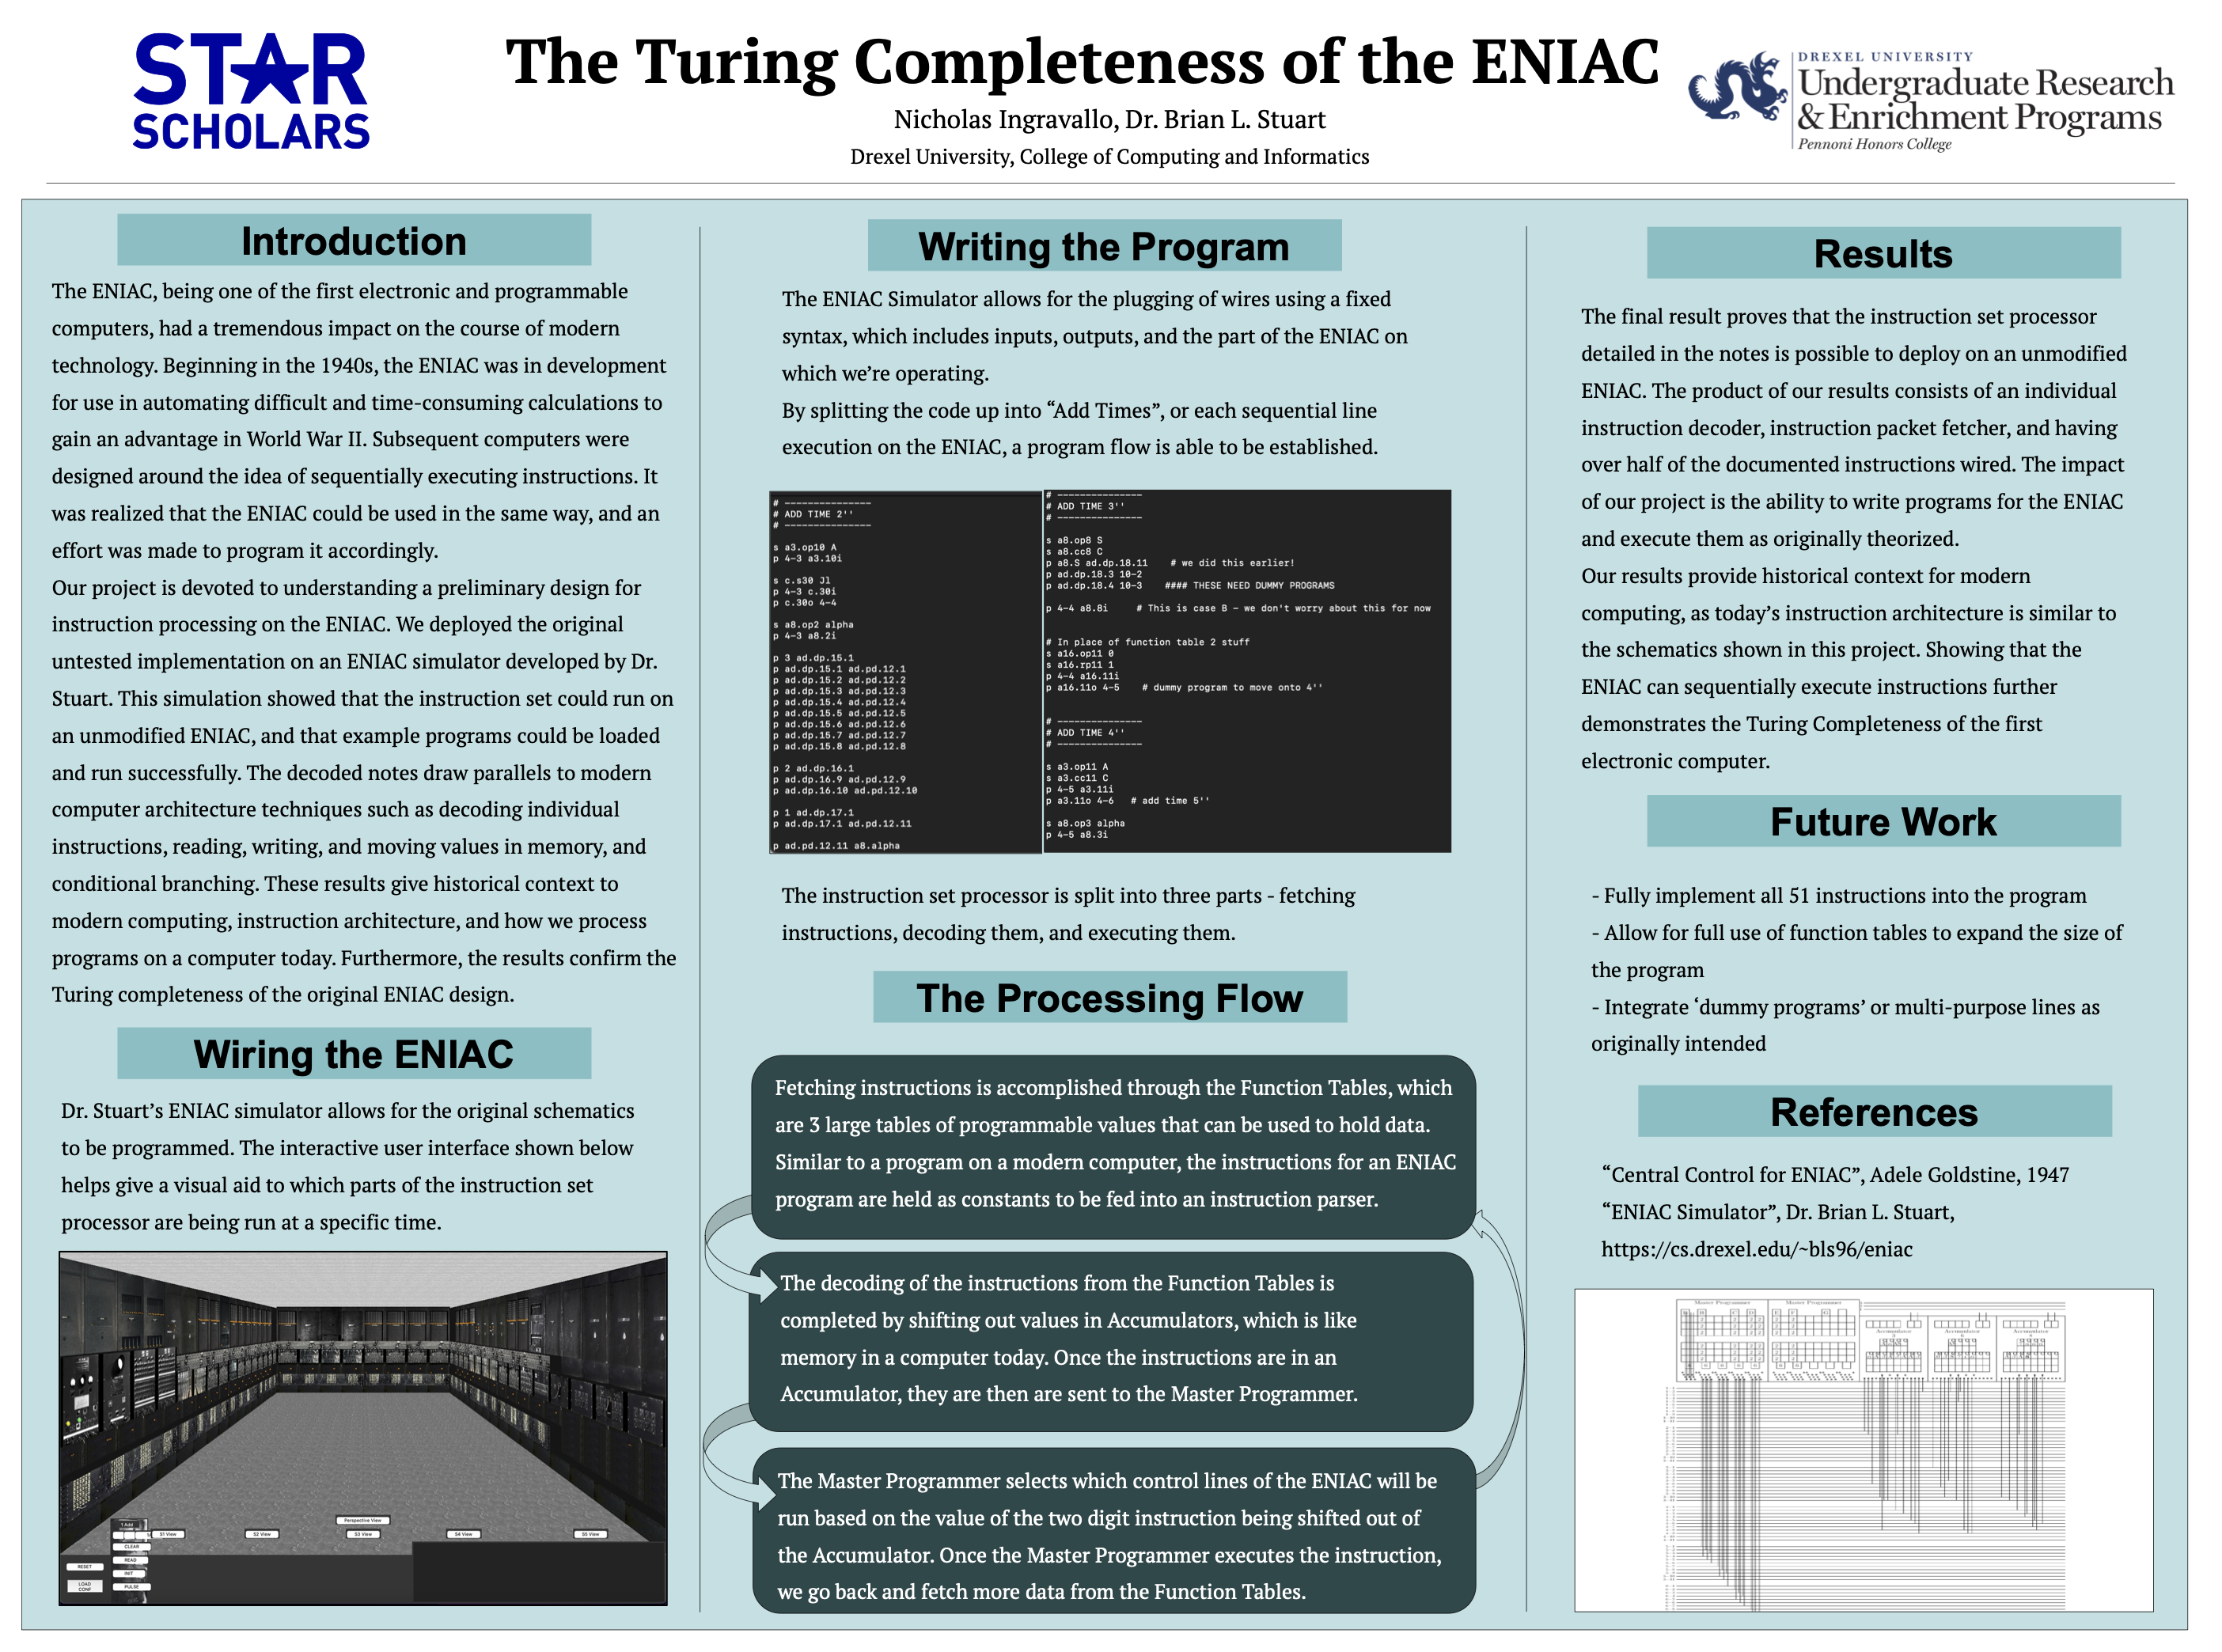 STAR
SCHOLARS
The Turing Completeness of the ENIAC
Nicholas Ingravallo, Dr. Brian L. Stuart
Drexel University, College of Computing and Informatics
DREXEL UNIVERSITY
Undergraduate Research
& Enrichment Programs
Pennoni Honors College
Introduction
The ENIAC, being one of the first electronic and programmable
computers, had a tremendous impact on the course of modern
technology. Beginning in the 1940s, the ENIAC was in development
for use in automating difficult and time-consuming calculations to
gain an advantage in World War II. Subsequent computers were
designed around the idea of sequentially executing instructions. It
was realized that the ENIAC could be used in the same way, and an
effort was made to program it accordingly.
Our project is devoted to understanding a preliminary design for
instruction processing on the ENIAC. We deployed the original
untested implementation on an ENIAC simulator developed by Dr.
Stuart. This simulation showed that the instruction set could run on
an unmodified ENIAC, and that example programs could be loaded
and run successfully. The decoded notes draw parallels to modern
computer architecture techniques such as decoding individual
instructions, reading, writing, and moving values in memory, and
conditional branching. These results give historical context to
modern computing, instruction architecture, and how we process
programs on a computer today. Furthermore, the results confirm the
Turing completeness of the original ENIAC design.
Wiring the ENIAC
Dr. Stuart’s ENIAC simulator allows for the original schematics
to be programmed. The interactive user interface shown below
helps give a visual aid to which parts of the instruction set
processor are being run at a specific time.
Perspective View
S1 View
S2 View
S3 View
S4 View
S5 View
1 Add
CLEAR
READ
INIT
PULSE
RESET
LOAD
CONF
Writing the Program
The ENIAC Simulator allows for the plugging of wires using a fixed
syntax, which includes inputs, outputs, and the part of the ENIAC on
which we’re operating.
By splitting the code up into “Add Times”, or each sequential line
execution on the ENIAC, a program flow is able to be established.
# ---------------
# ADD TIME 2''
# ---------------
s a3.op10 A
p 4-3 a3.10i
s c.s30 Jl
p 4-3 c.30i
p c.30o 4-4
s a8.op2 alpha
p 4-3 a8.2i
p 3 ad.dp.15.1
p ad.dp.15.1 ad.pd.12.1
p ad.dp.15.2 ad.pd.12.2
p ad.dp.15.3 ad.pd.12.3
p ad.dp.15.4 ad.pd.12.4
p ad.dp.15.5 ad.pd.12.5
p ad.dp.15.6 ad.pd.12.6
p ad.dp.15.7 ad.pd.12.7
p ad.dp.15.8 ad.pd.12.8
p 2 ad.dp.16.1
p ad.dp.16.9 ad.pd.12.9
p ad.dp.16.10 ad.pd.12.10
p 1 ad.dp.17.1
p ad.dp.17.1 ad.pd.12.11
p ad.pd.12.11 a8.alpha
# ---------------
# ADD TIME 3''
# ---------------
s a8.op8 S
s a8.cc8 C
p a8.S ad.dp.18.11 # we did this earlier!
p ad.dp.18.3 10-2
p ad.dp.18.4 10-3 #### THESE NEED DUMMY PROGRAMS
p 4-4 a8.8i # This is case B - we don't worry about this for now
# In place of function table 2 stuff
s a16.op11 0
s a16.rp11 1
p 4-4 a16.11i
p a16.11o 4-5 # dummy program to move onto 4''
# ---------------
# ADD TIME 4''
# ---------------
s a3.op11 A
s a3.cc11 C
p 4-5 a3.11i
p a3.11o 4-6 # add time 5''
s a8.op3 alpha
p 4-5 a8.3i
The instruction set processor is split into three parts - fetching
instructions, decoding them, and executing them.
The Processing Flow
Fetching instructions is accomplished through the Function Tables, which
are 3 large tables of programmable values that can be used to hold data.
Similar to a program on a modern computer, the instructions for an ENIAC
program are held as constants to be fed into an instruction parser.
The decoding of the instructions from the Function Tables is
completed by shifting out values in Accumulators, which is like
memory in a computer today. Once the instructions are in an
Accumulator, they are then are sent to the Master Programmer.
The Master Programmer selects which control lines of the ENIAC will be
run based on the value of the two digit instruction being shifted out of
the Accumulator. Once the Master Programmer executes the instruction,
we go back and fetch more data from the Function Tables.
Results
The final result proves that the instruction set processor
detailed in the notes is possible to deploy on an unmodified
ENIAC. The product of our results consists of an individual
instruction decoder, instruction packet fetcher, and having
over half of the documented instructions wired. The impact
of our project is the ability to write programs for the ENIAC
and execute them as originally theorized.
Our results provide historical context for modern
computing, as today’s instruction architecture is similar to
the schematics shown in this project. Showing that the
ENIAC can sequentially execute instructions further
demonstrates the Turing Completeness of the first
electronic computer.
Future Work
- Fully implement all 51 instructions into the program
- Allow for full use of function tables to expand the size of
the program
- Integrate ‘dummy programs’ or multi-purpose lines as
originally intended
References
“Central Control for ENIAC”, Adele Goldstine, 1947
“ENIAC Simulator”, Dr. Brian L. Stuart,
https://cs.drexel.edu/~bls96/eniac
Master Programmer
Master Programmer
Accumulator
Accumulator
Accumulator